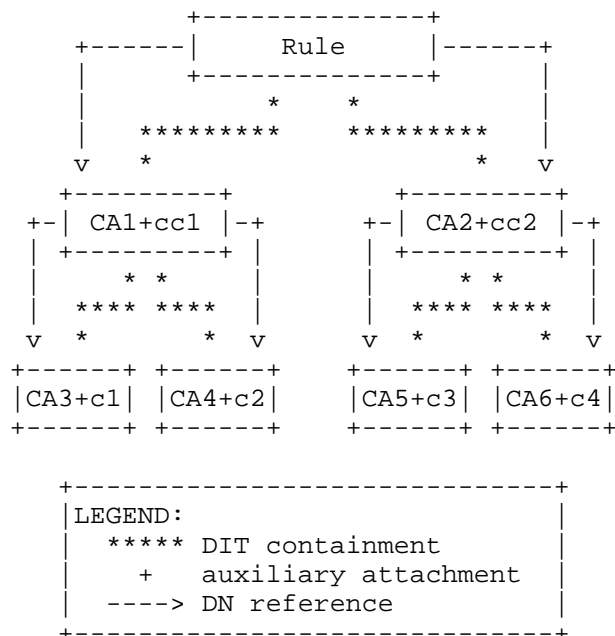 Rule
CA1+cc1 CA2+cc2
CA3+c1 CA4+c2 CA5+c3 CA6+c4
LEGEND:
***** DIT containment
+ auxiliary attachment
----> DN reference